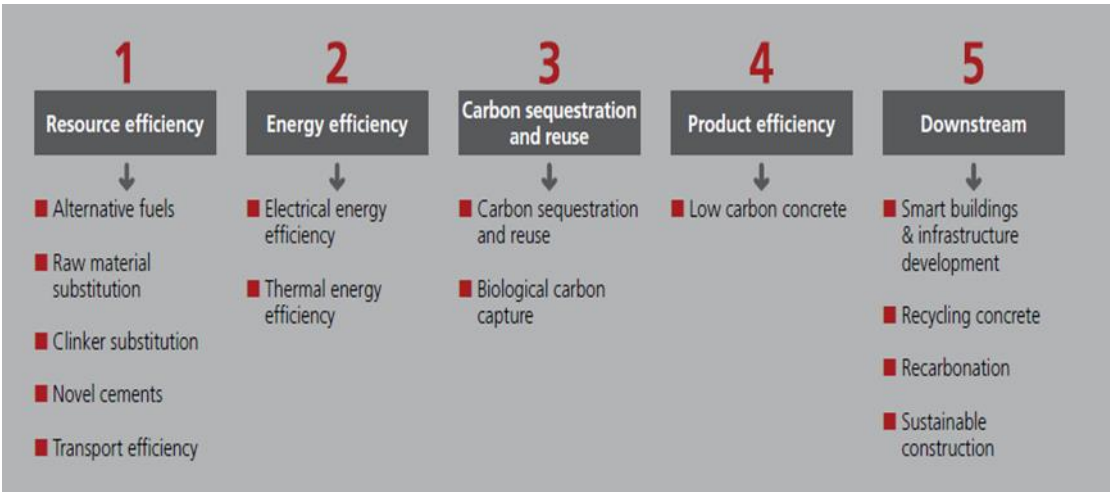 1
Resource efficiency
Alternative fuels
Raw material
substitution
Clinker substitution
Novel cements
Transport efficiency
2
Energy efficiency
Electrical energy
efficiency
Thermal energy
efficiency
3
Carbon sequestration
and reuse
Carbon sequestration
and reuse
Biological carbon
capture
4
Product efficiency
Low carbon concrete
5
Downstream
Smart buildings
& infrastructure
development
Recycling concrete
Recarbonation
Sustainable
construction